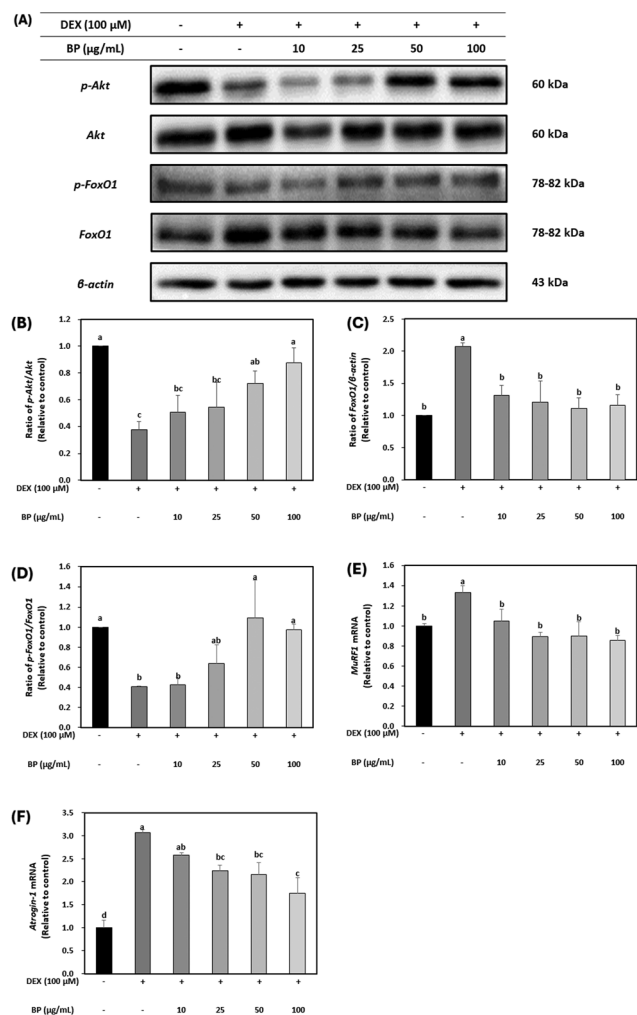 (A)
DEX (100 μM) - + + + + +
BP (μg/mL) - - 10 25 50 100
p-Akt 60 kDa
Akt 60 kDa
p-FoxO1 78-82 kDa
FoxO1 78-82 kDa
β-actin 43 kDa
(B)
Ratio of p-Akt/Akt
(Relative to control)
1.2
1.0
0.8
0.6
0.4
0.2
0.0
a c bc bc ab a
DEX (100 μM) - + + + + +
BP (μg/mL) - - 10 25 50 100
(C)
Ratio of FoxO1/β-actin
(Relative to control)
2.5
2.0
1.5
1.0
0.5
0.0
b a b b b b
DEX (100 μM) - + + + + +
BP (μg/mL) - - 10 25 50 100
(D)
Ratio of p-FoxO1/FoxO1
(Relative to control)
1.6
1.4
1.2
1.0
0.8
0.6
0.4
0.2
0.0
a b b ab a a
DEX (100 μM) - + + + + +
BP (μg/mL) - - 10 25 50 100
(E)
MuRF1 mRNA
(Relative to control)
1.6
1.4
1.2
1.0
0.8
0.6
0.4
0.2
0.0
b a b b b b
DEX (100 μM) - + + + + +
BP (μg/mL) - - 10 25 50 100
(F)
Atrogin-1 mRNA
(Relative to control)
3.5
3.0
2.5
2.0
1.5
1.0
0.5
0.0
d a ab bc bc c
DEX (100 μM) - + + + + +
BP (μg/mL) - - 10 25 50 100